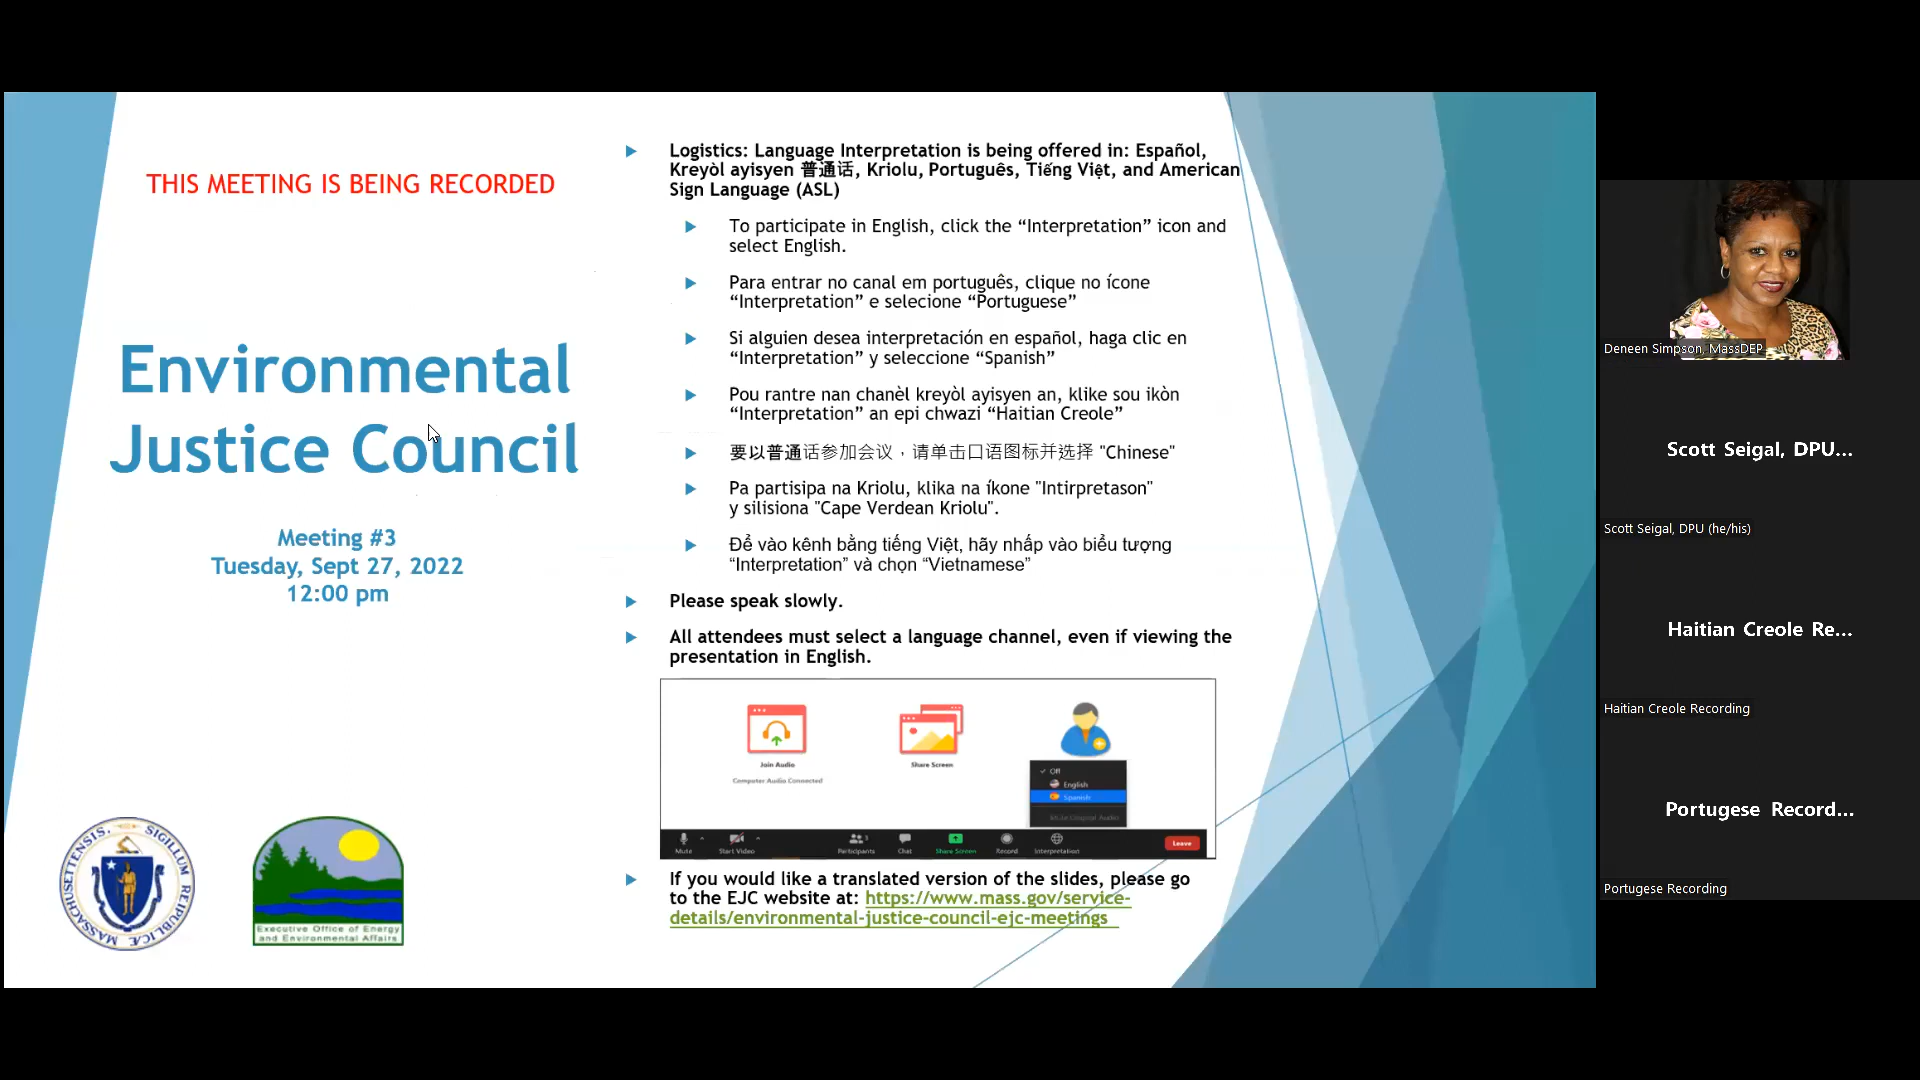 THIS MEETING IS BEING RECORDED
Environmental
Justice Council
Meeting #3
Tuesday, Sept 27, 2022
12:00 pm
MASSACHUSETTENSIS. SIGILLUM REIPUBLICÆ
Executive Office of Energy
and Environmental Affairs
Logistics: Language Interpretation is being offered in: Español,
Kreyòl ayisyen 普通话, Kriolu, Português, Tiếng Việt, and American
Sign Language (ASL)
To participate in English, click the “Interpretation” icon and
select English.
Para entrar no canal em português, clique no ícone
“Interpretation” e selecione “Portuguese”
Si alguien desea interpretación en español, haga clic en
“Interpretation” y seleccione “Spanish”
Pou rantre nan chanèl kreyòl ayisyen an, klike sou ikòn
“Interpretation” an epi chwazi “Haitian Creole”
要以普通话参加会议，请单击口语图标并选择 "Chinese"
Pa partisipa na Kriolu, klika na íkone "Intirpretason"
y silisiona "Cape Verdean Kriolu".
Để vào kênh bằng tiếng Việt, hãy nhấp vào biểu tượng
“Interpretation” và chọn “Vietnamese”
Please speak slowly.
All attendees must select a language channel, even if viewing the
presentation in English.
Join Audio
Computer Audio Connected
Share Screen
Off
English
Spanish
Mute Original Audio
Mute
Start Video
Participants
Chat
Share Screen
Record
Interpretation
Leave
If you would like a translated version of the slides, please go
to the EJC website at: https://www.mass.gov/service-
details/environmental-justice-council-ejc-meetings
Deneen Simpson, MassDEP
Scott Seigal, DPU...
Scott Seigal, DPU (he/his)
Haitian Creole Re...
Haitian Creole Recording
Portugese Record...
Portugese Recording